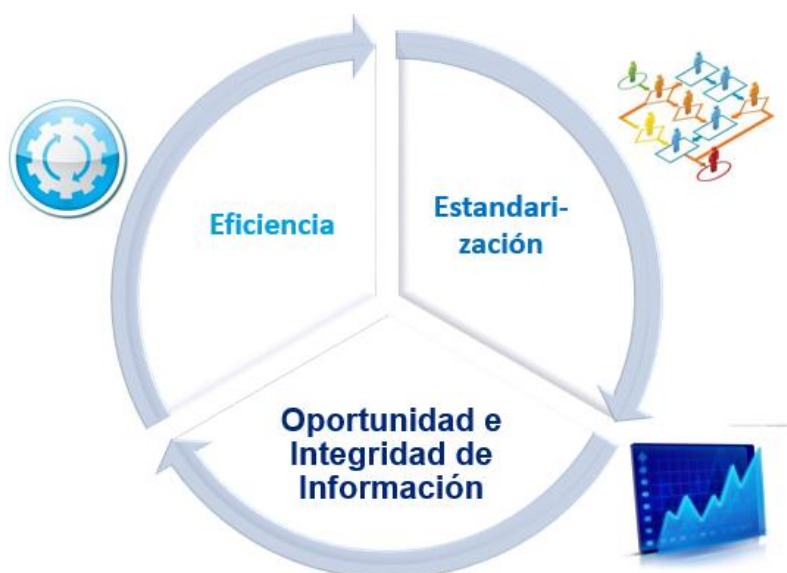 Eficiencia
Estandari-
zación
Oportunidad e
Integridad de
Información